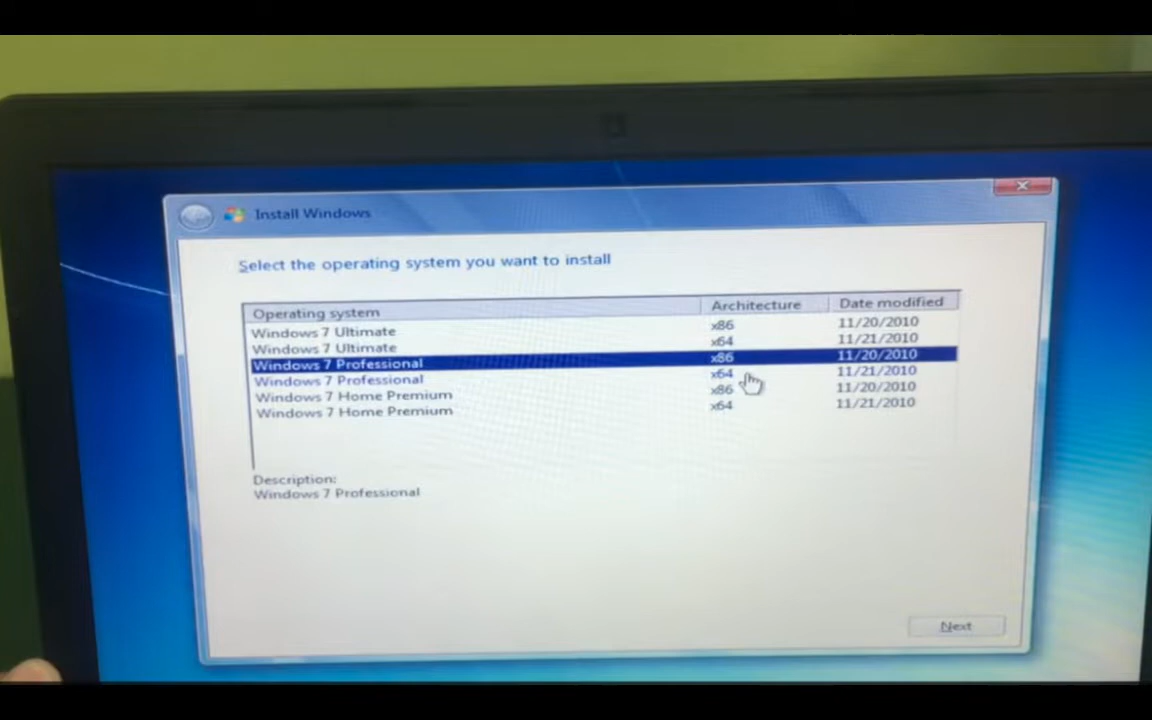 Install Windows
Select the operating system you want to install
Operating system Architecture Date modified
Windows 7 Ultimate x86 11/20/2010
Windows 7 Ultimate x64 11/21/2010
Windows 7 Professional x86 11/20/2010
Windows 7 Professional x64 11/21/2010
Windows 7 Home Premium x86 11/20/2010
Windows 7 Home Premium x64 11/21/2010
Description:
Windows 7 Professional
Next